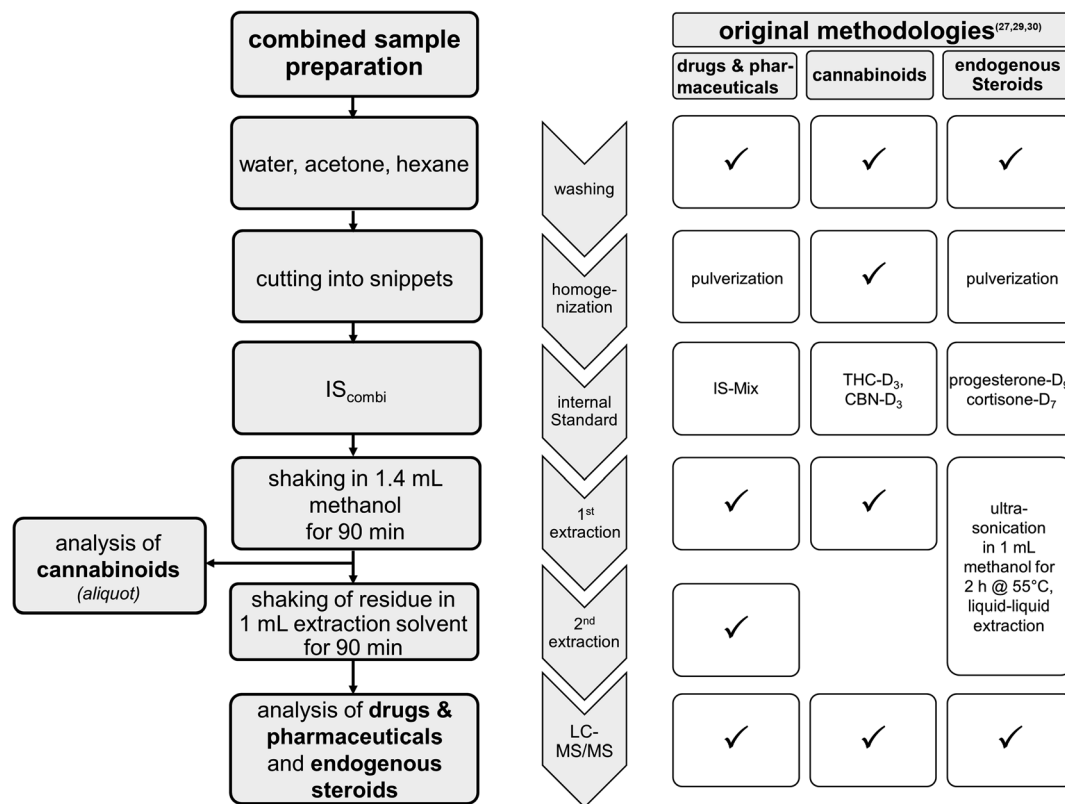 combined sample
preparation
water, acetone, hexane
cutting into snippets
IS_combi
shaking in 1.4 mL
methanol
for 90 min
analysis of
cannabinoids
(aliquot)
shaking of residue in
1 mL extraction solvent
for 90 min
analysis of drugs &
pharmaceuticals
and endogenous
steroids
washing
homoge-
nization
internal
Standard
1st
extraction
2nd
extraction
LC-
MS/MS
original methodologies(27,29,30)
drugs & phar-
maceuticals
cannabinoids
endogenous
Steroids
✓ ✓ ✓
pulverization
✓
pulverization
IS-Mix
THC-D3,
CBN-D3
progesterone-D
cortisone-D7
✓ ✓
ultra-
sonication
in 1 mL
methanol for
2 h @ 55°C,
liquid-liquid
extraction
✓
✓ ✓ ✓